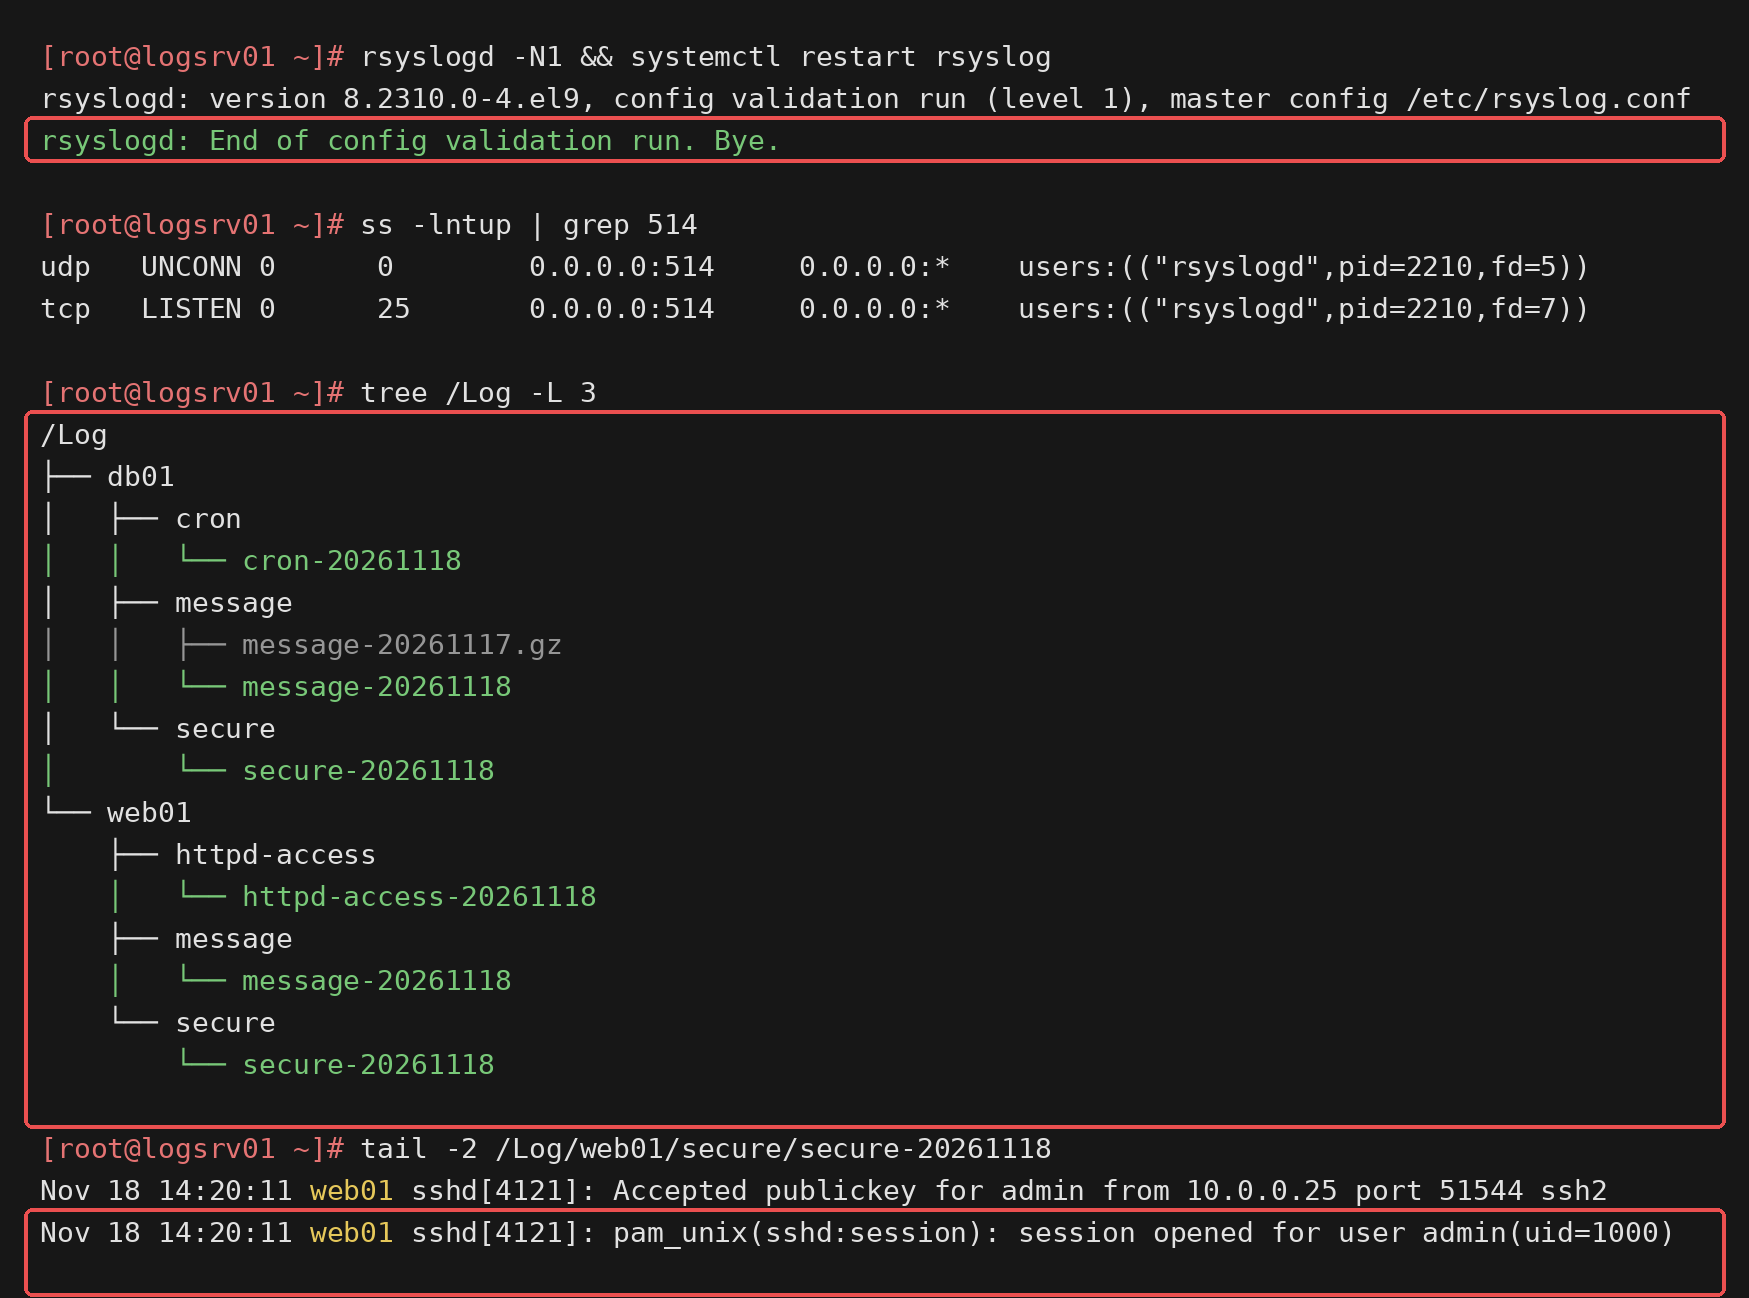 [root@logsrv01 ~]# rsyslogd -N1 && systemctl restart rsyslog
rsyslogd: version 8.2310.0-4.el9, config validation run (level 1), master config /etc/rsyslog.conf
rsyslogd: End of config validation run. Bye.

[root@logsrv01 ~]# ss -lntup | grep 514
udp   UNCONN 0      0        0.0.0.0:514     0.0.0.0:*    users:(("rsyslogd",pid=2210,fd=5))
tcp   LISTEN 0      25       0.0.0.0:514     0.0.0.0:*    users:(("rsyslogd",pid=2210,fd=7))

[root@logsrv01 ~]# tree /Log -L 3
/Log
├── db01
│   ├── cron
│   │   └── cron-20261118
│   ├── message
│   │   ├── message-20261117.gz
│   │   └── message-20261118
│   └── secure
│       └── secure-20261118
└── web01
    ├── httpd-access
    │   └── httpd-access-20261118
    ├── message
    │   └── message-20261118
    └── secure
        └── secure-20261118

[root@logsrv01 ~]# tail -2 /Log/web01/secure/secure-20261118
Nov 18 14:20:11 web01 sshd[4121]: Accepted publickey for admin from 10.0.0.25 port 51544 ssh2
Nov 18 14:20:11 web01 sshd[4121]: pam_unix(sshd:session): session opened for user admin(uid=1000)